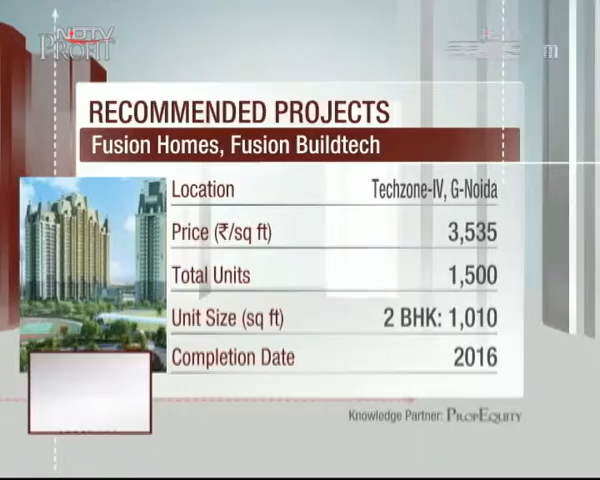 NDTV
PROFIT
RECOMMENDED PROJECTS
Fusion Homes, Fusion Buildtech
Location Techzone-IV, G-Noida
Price (₹/sq ft) 3,535
Total Units 1,500
Unit Size (sq ft) 2 BHK: 1,010
Completion Date 2016
Knowledge Partner: PROPEQUITY